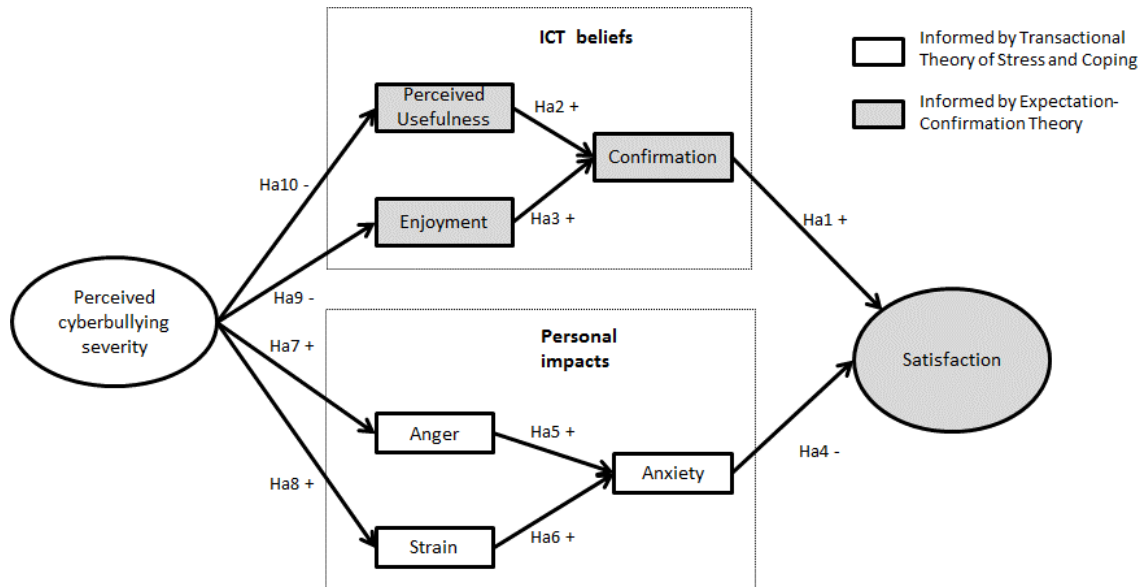 ICT beliefs
Informed by Transactional
Theory of Stress and Coping
Informed by Expectation-
Confirmation Theory
Perceived
Usefulness
Ha2 +
Confirmation
Ha10 -
Enjoyment
Ha3 +
Ha1 +
Perceived
cyberbullying
severity
Ha9 -
Ha7 +
Personal
impacts
Satisfaction
Anger
Ha5 +
Ha4 -
Anxiety
Ha8 +
Strain
Ha6 +